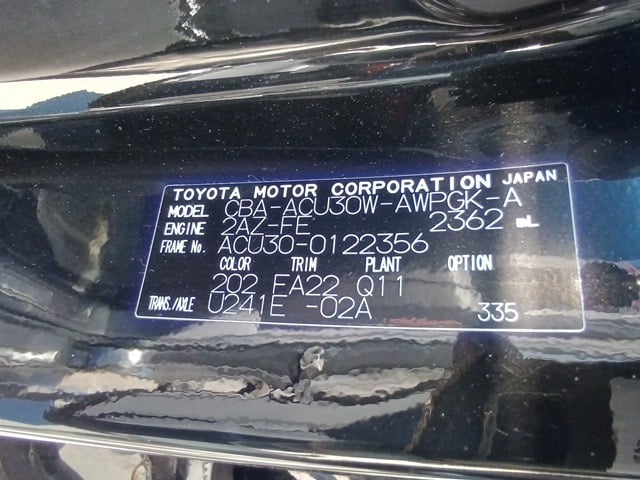 TOYOTA MOTOR CORPORATION JAPAN
MODEL CBA-ACU30W-AWPGK-A
ENGINE 2AZ-FE 2362 mL
FRAME No. ACU30-0122356
COLOR TRIM PLANT OPTION
202 FA22 Q11
TRANS./AXLE U241E -02A 335